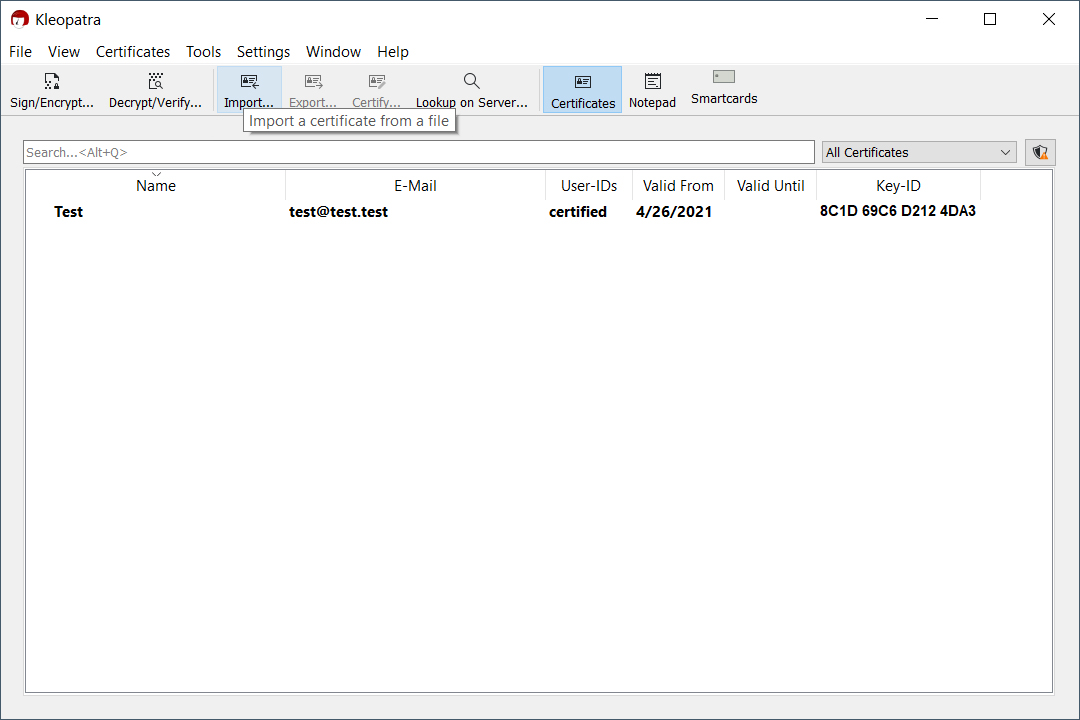 Kleopatra
File View Certificates Tools Settings Window Help
Sign/Encrypt... Decrypt/Verify... Import... Export... Certify... Lookup on Server... Certificates Notepad Smartcards
Import a certificate from a file
Search...<Alt+Q> All Certificates
Name E-Mail User-IDs Valid From Valid Until Key-ID
Test test@test.test certified 4/26/2021 8C1D 69C6 D212 4DA3